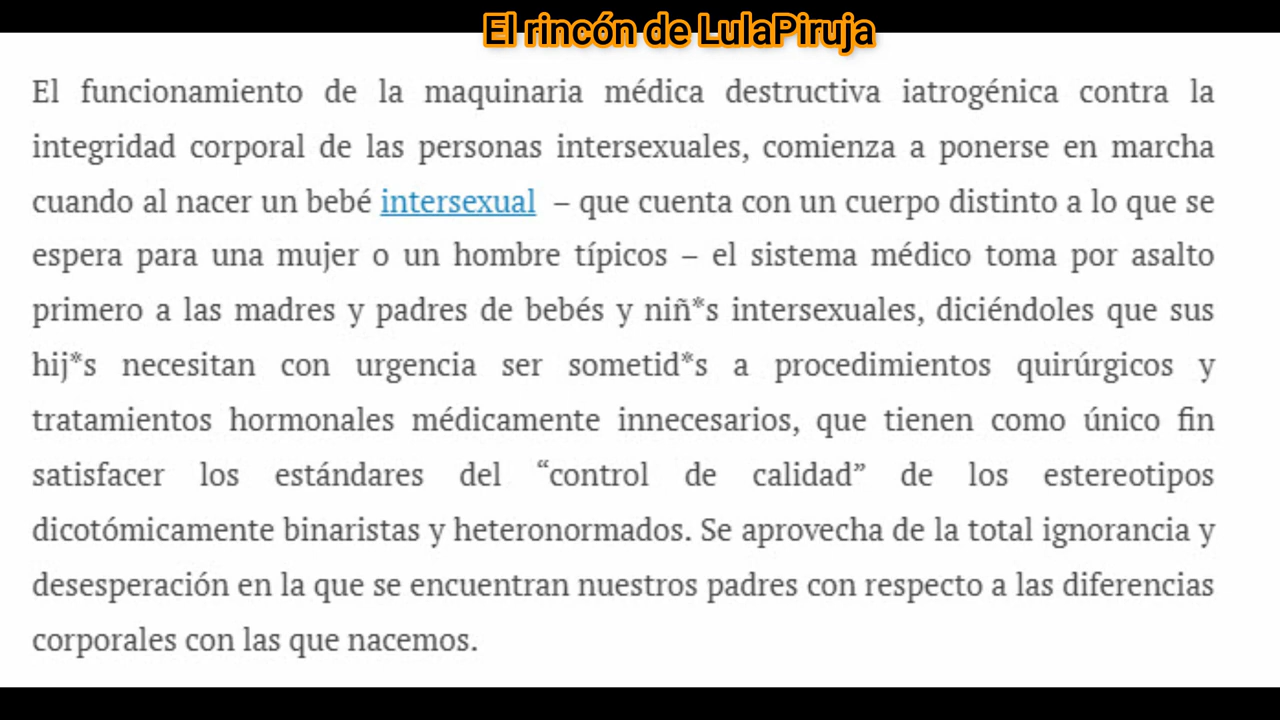 El rincón de LulaPiruja
El funcionamiento de la maquinaria médica destructiva iatrogénica contra la
integridad corporal de las personas intersexuales, comienza a ponerse en marcha
cuando al nacer un bebé intersexual – que cuenta con un cuerpo distinto a lo que se
espera para una mujer o un hombre típicos – el sistema médico toma por asalto
primero a las madres y padres de bebés y niñ*s intersexuales, diciéndoles que sus
hij*s necesitan con urgencia ser sometid*s a procedimientos quirúrgicos y
tratamientos hormonales médicamente innecesarios, que tienen como único fin
satisfacer los estándares del “control de calidad” de los estereotipos
dicotómicamente binaristas y heteronormados. Se aprovecha de la total ignorancia y
desesperación en la que se encuentran nuestros padres con respecto a las diferencias
corporales con las que nacemos.